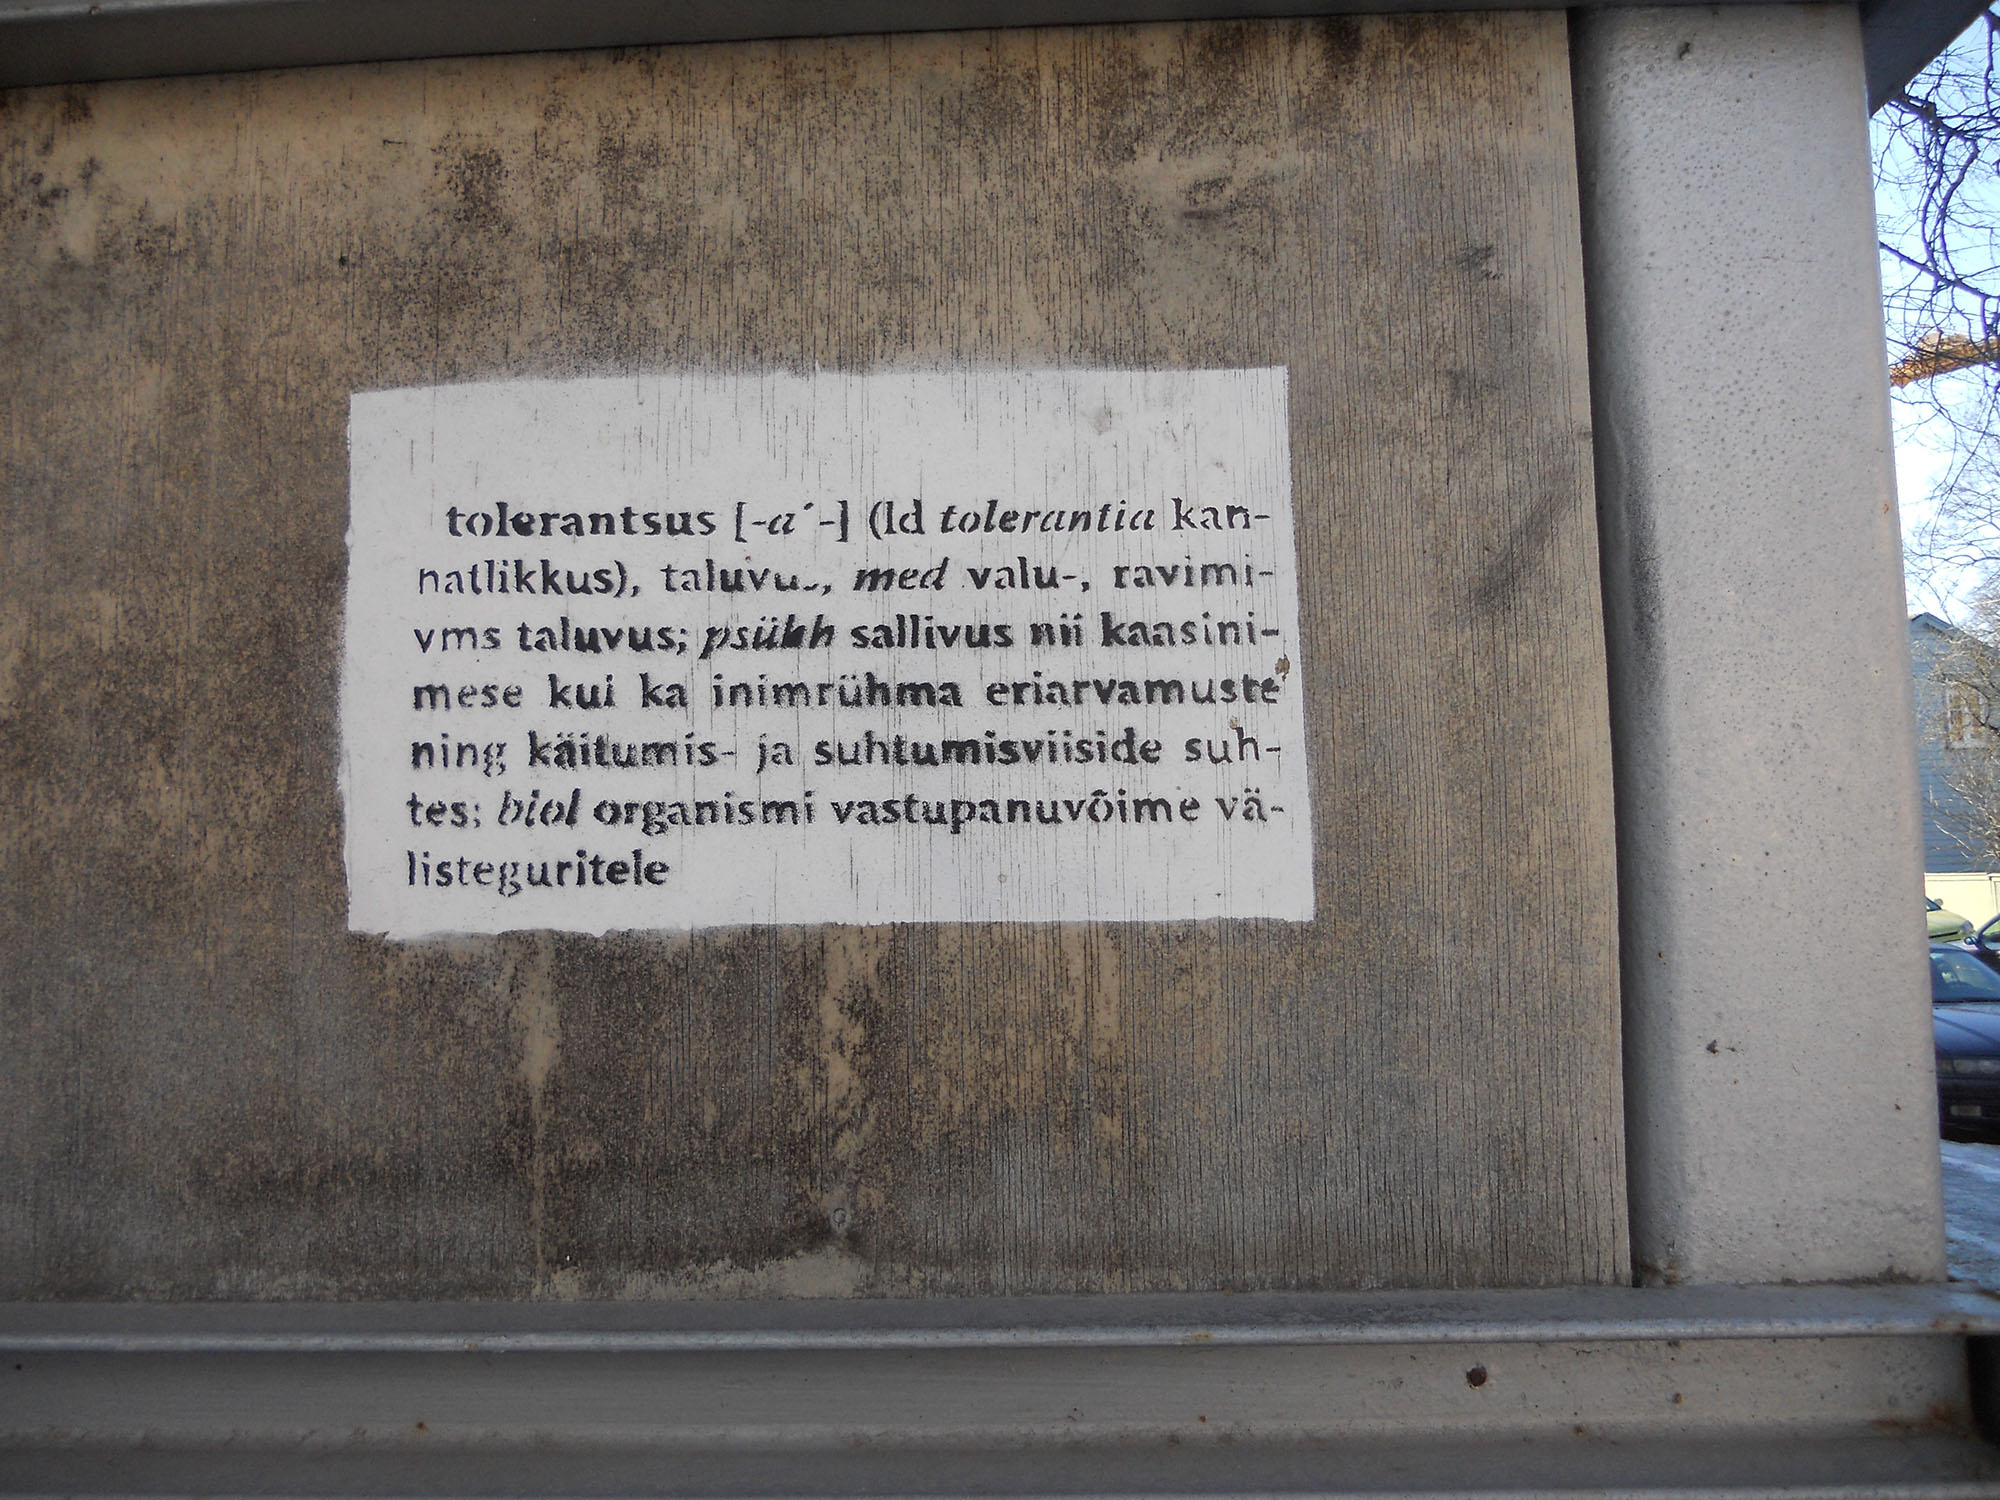 tolerantsus [-a´-] (ld tolerantia kan-
natlikkus), taluvus, med valu-, ravimi-
vms taluvus; psühh sallivus nii kaasini-
mese kui ka inimrühma eriarvamuste
ning käitumis- ja suhtumisviiside suh-
tes; biol organismi vastupanuvõime vä-
listeguritele